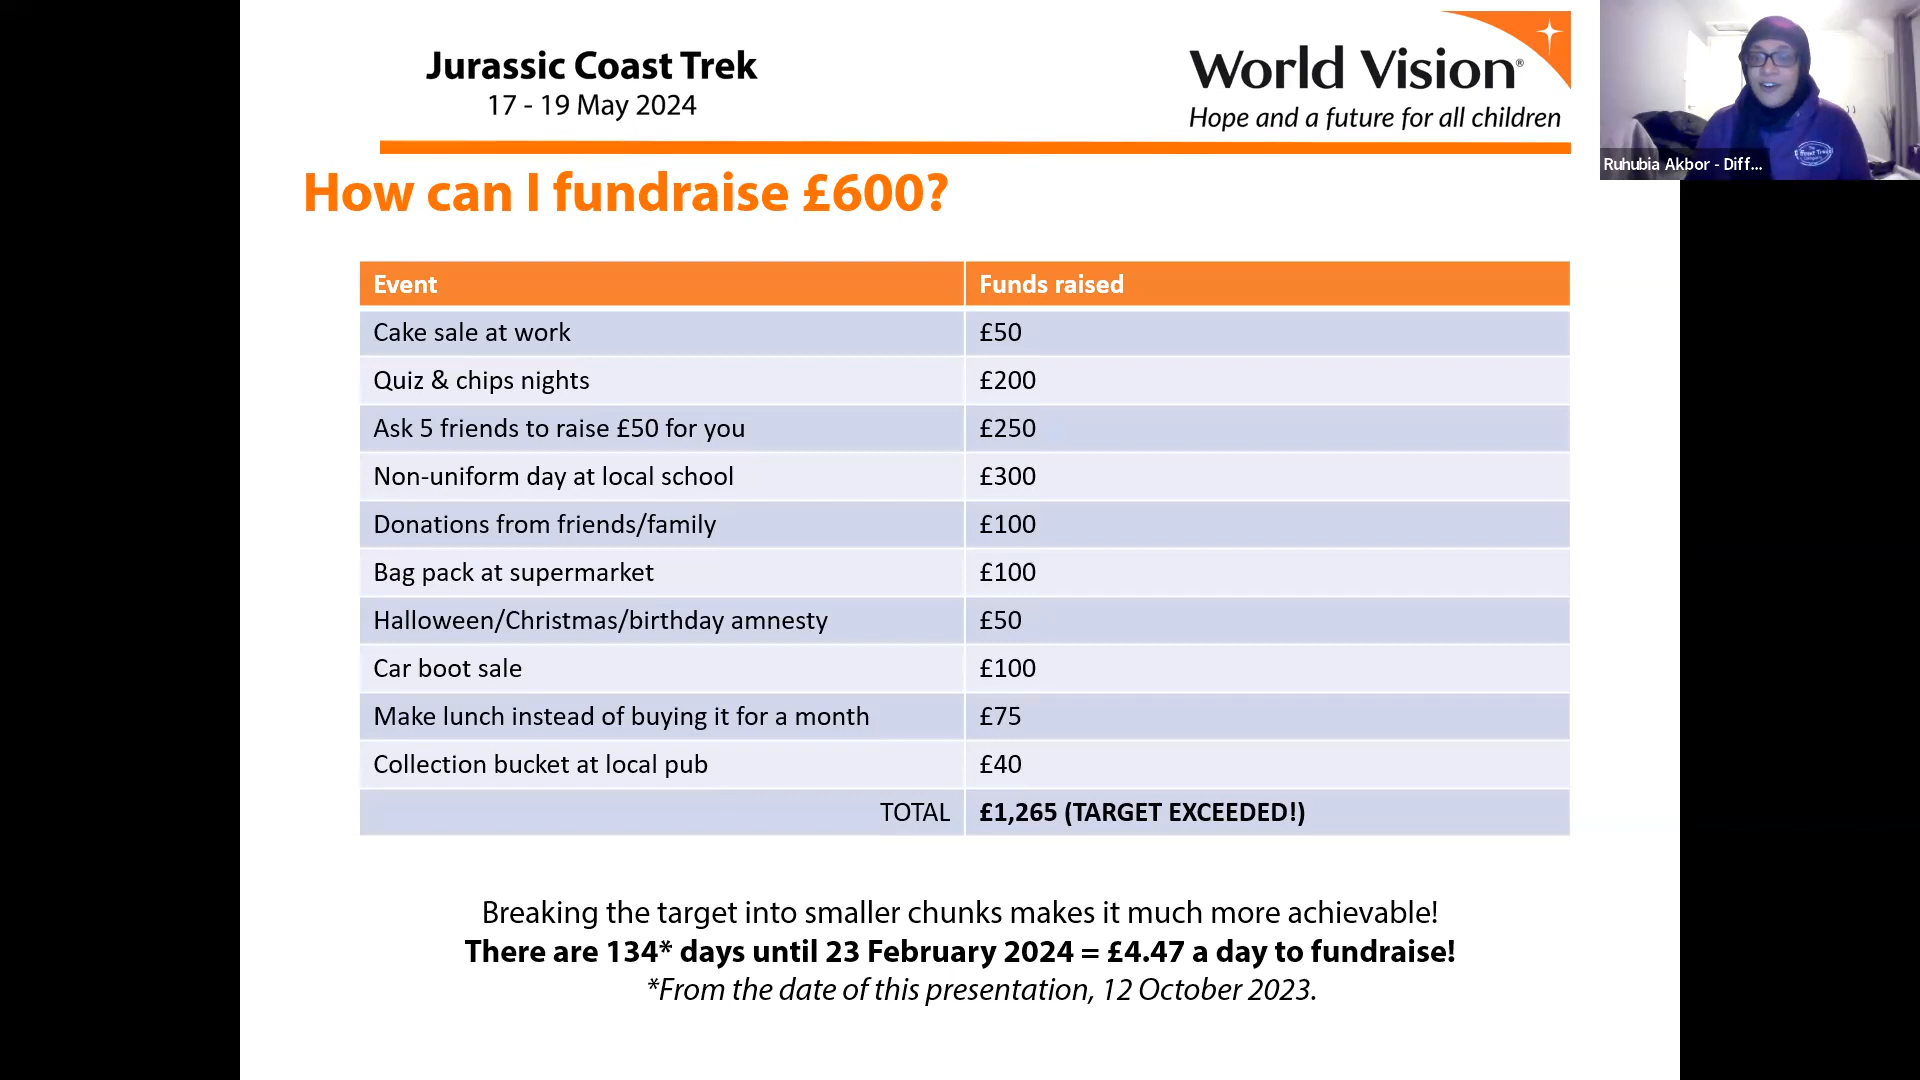 Jurassic Coast Trek
17 - 19 May 2024
World Vision®
Hope and a future for all children
Ruhubia Akbor - Diff...
How can I fundraise £600?
Event Funds raised
Cake sale at work £50
Quiz & chips nights £200
Ask 5 friends to raise £50 for you £250
Non-uniform day at local school £300
Donations from friends/family £100
Bag pack at supermarket £100
Halloween/Christmas/birthday amnesty £50
Car boot sale £100
Make lunch instead of buying it for a month £75
Collection bucket at local pub £40
TOTAL £1,265 (TARGET EXCEEDED!)
Breaking the target into smaller chunks makes it much more achievable!
There are 134* days until 23 February 2024 = £4.47 a day to fundraise!
*From the date of this presentation, 12 October 2023.